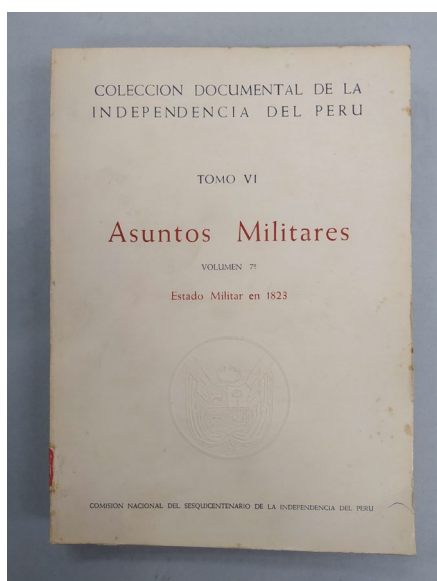 COLECCION DOCUMENTAL DE LA
INDEPENDENCIA DEL PERU
TOMO VI
Asuntos Militares
VOLUMEN 7º
Estado Militar en 1823
COMISION NACIONAL DEL SESQUICENTENARIO DE LA INDEPENDENCIA DEL PERU